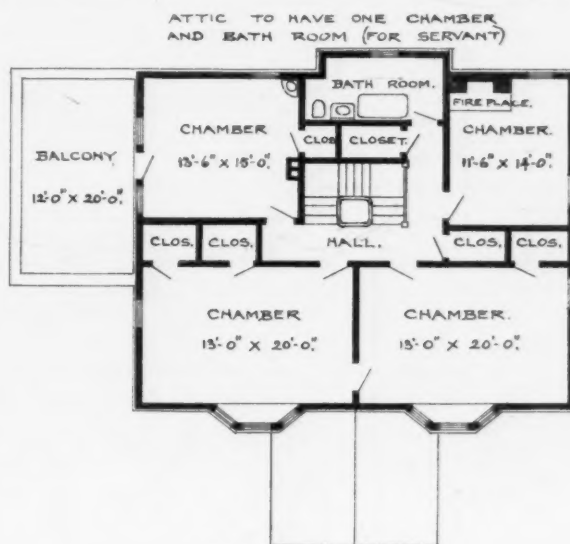 ATTIC TO HAVE ONE CHAMBER
AND BATH ROOM (FOR SERVANT)
BATH ROOM.
FIRE PLACE.
CHAMBER
13'-6" X 15'-0".
CLOS.
CLOSET.
CHAMBER.
11'-6" X 14'-0".
BALCONY.
12'-0" X 20'-0".
CLOS.
CLOS.
HALL.
CLOS.
CLOS.
CHAMBER
13'-0" X 20'-0".
CHAMBER.
13'-0" X 20'-0".